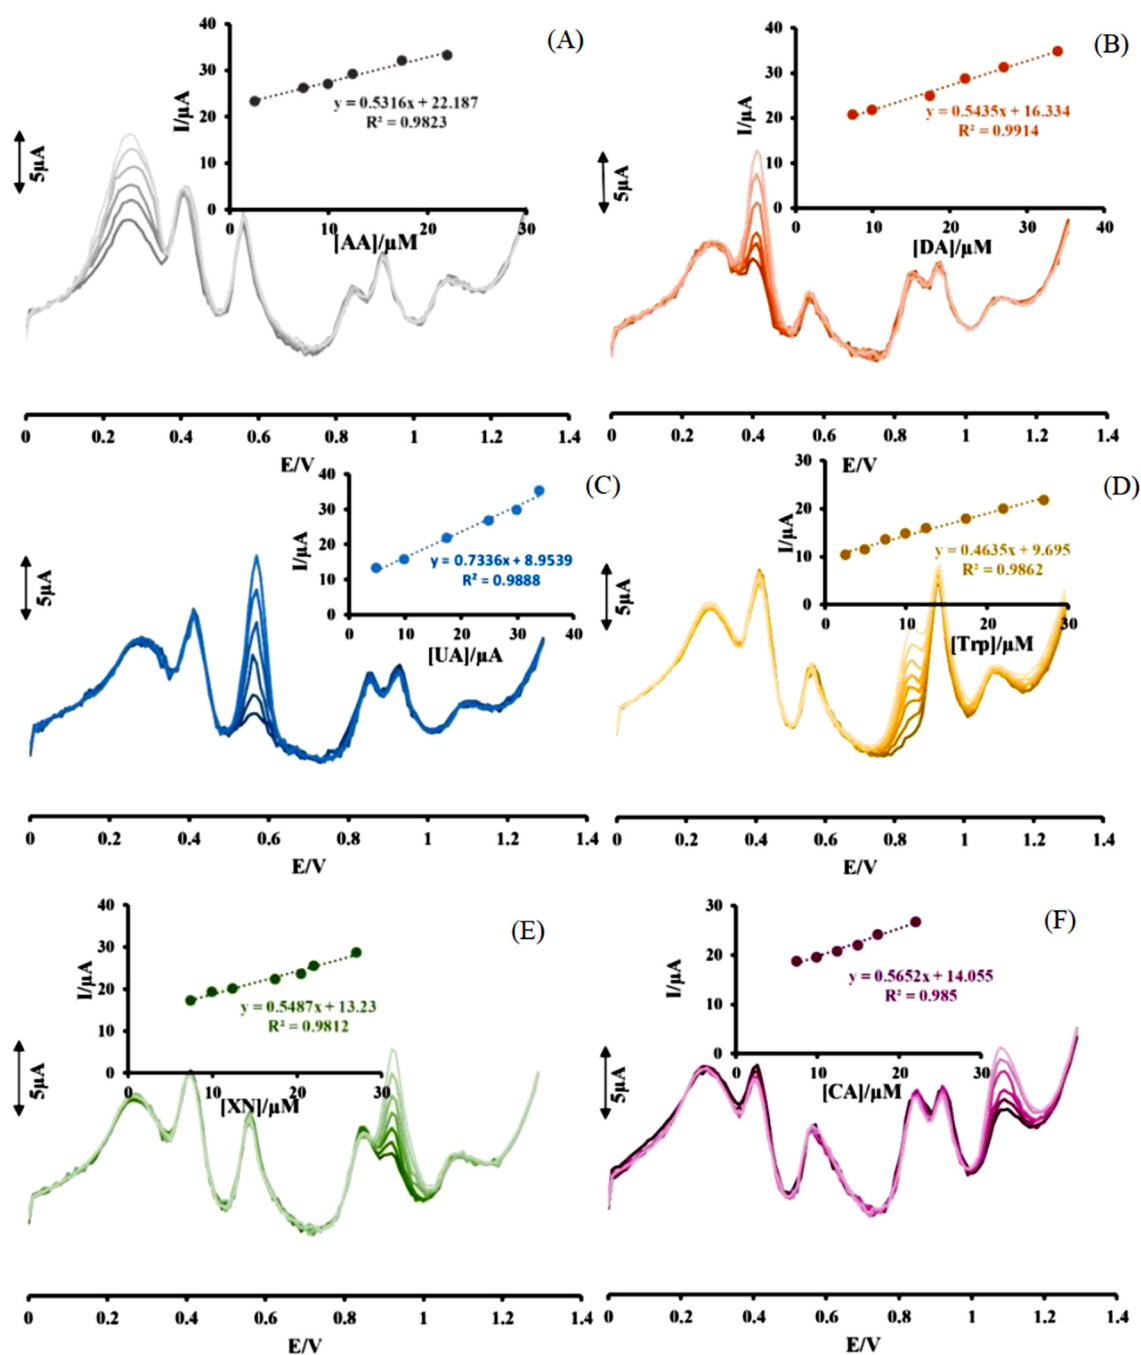 (A)
40
30
20
10
0
I/μA
y = 0.5316x + 22.187
R² = 0.9823
0 10 20 30
[AA]/μM
5μA
0 0.2 0.4 0.6 0.8 1 1.2 1.4
E/V
(B)
40
30
20
10
0
I/μA
y = 0.5435x + 16.334
R² = 0.9914
0 10 20 30 40
[DA]/μM
5μA
0 0.2 0.4 0.6 0.8 1 1.2 1.4
E/V
(C)
40
30
20
10
0
I/μA
y = 0.7336x + 8.9539
R² = 0.9888
0 10 20 30 40
[UA]/μA
5μA
0 0.2 0.4 0.6 0.8 1 1.2 1.4
E/V
(D)
30
20
10
0
I/μA
y = 0.4635x + 9.695
R² = 0.9862
0 10 20 30
[Trp]/μM
5μA
0 0.2 0.4 0.6 0.8 1 1.2 1.4
E/V
(E)
40
30
20
10
0
I/μA
y = 0.5487x + 13.23
R² = 0.9812
0 10 20 30
[XN]/μM
5μA
0 0.2 0.4 0.6 0.8 1 1.2 1.4
E/V
(F)
30
20
10
0
I/μA
y = 0.5652x + 14.055
R² = 0.985
0 10 20 30
[CA]/μM
5μA
0 0.2 0.4 0.6 0.8 1 1.2 1.4
E/V